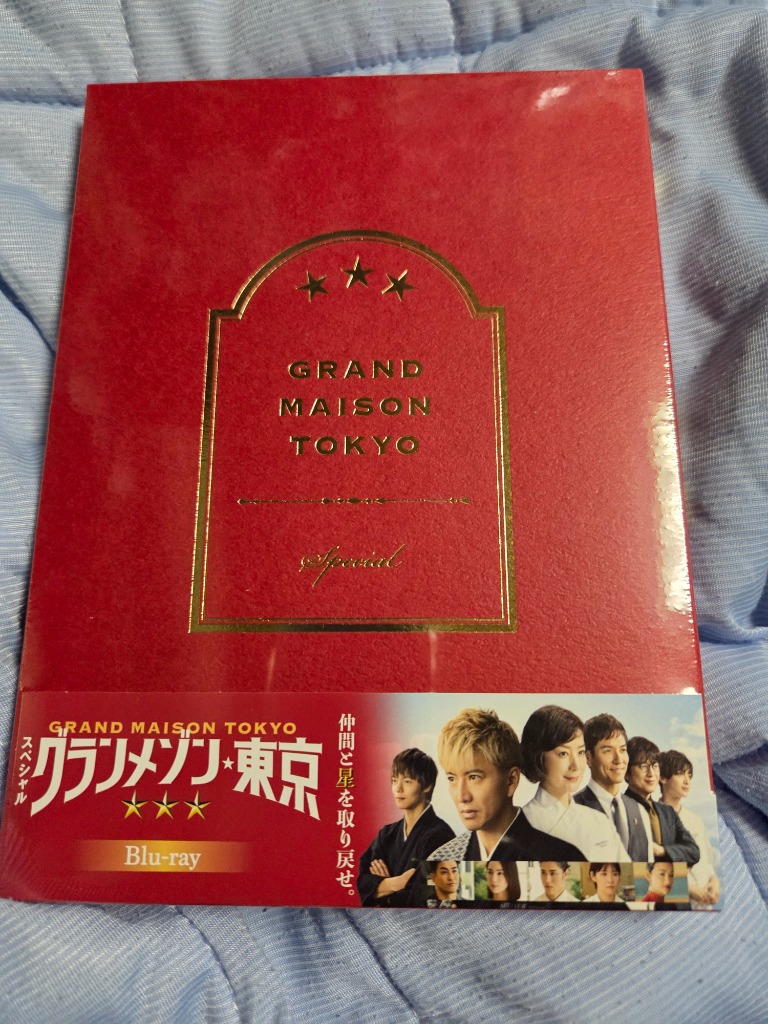 GRAND
MAISON
TOKYO
Special
GRAND MAISON TOKYO
スペシャル
グランメゾン★東京
Blu-ray
仲間と星を取り戻せ。